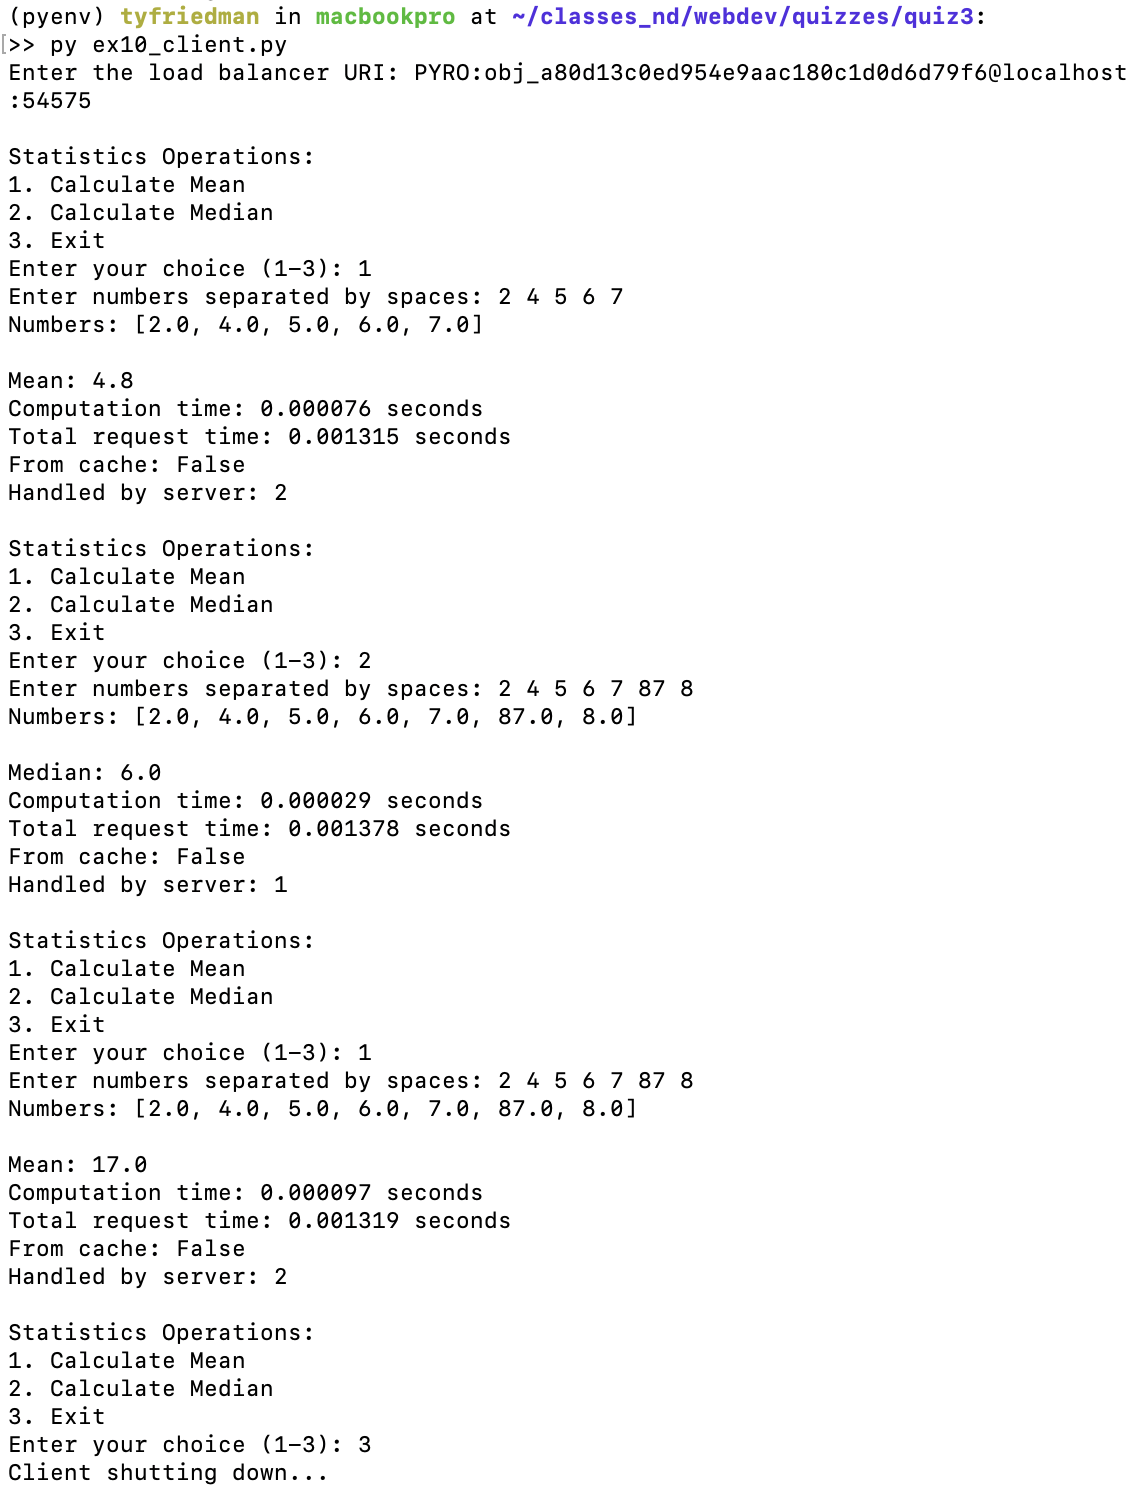 (pyenv) tyfriedman in macbookpro at ~/classes_nd/webdev/quizzes/quiz3:
[>> py ex10_client.py
Enter the load balancer URI: PYRO:obj_a80d13c0ed954e9aac180c1d0d6d79f6@localhost
:54575

Statistics Operations:
1. Calculate Mean
2. Calculate Median
3. Exit
Enter your choice (1-3): 1
Enter numbers separated by spaces: 2 4 5 6 7
Numbers: [2.0, 4.0, 5.0, 6.0, 7.0]

Mean: 4.8
Computation time: 0.000076 seconds
Total request time: 0.001315 seconds
From cache: False
Handled by server: 2

Statistics Operations:
1. Calculate Mean
2. Calculate Median
3. Exit
Enter your choice (1-3): 2
Enter numbers separated by spaces: 2 4 5 6 7 87 8
Numbers: [2.0, 4.0, 5.0, 6.0, 7.0, 87.0, 8.0]

Median: 6.0
Computation time: 0.000029 seconds
Total request time: 0.001378 seconds
From cache: False
Handled by server: 1

Statistics Operations:
1. Calculate Mean
2. Calculate Median
3. Exit
Enter your choice (1-3): 1
Enter numbers separated by spaces: 2 4 5 6 7 87 8
Numbers: [2.0, 4.0, 5.0, 6.0, 7.0, 87.0, 8.0]

Mean: 17.0
Computation time: 0.000097 seconds
Total request time: 0.001319 seconds
From cache: False
Handled by server: 2

Statistics Operations:
1. Calculate Mean
2. Calculate Median
3. Exit
Enter your choice (1-3): 3
Client shutting down...